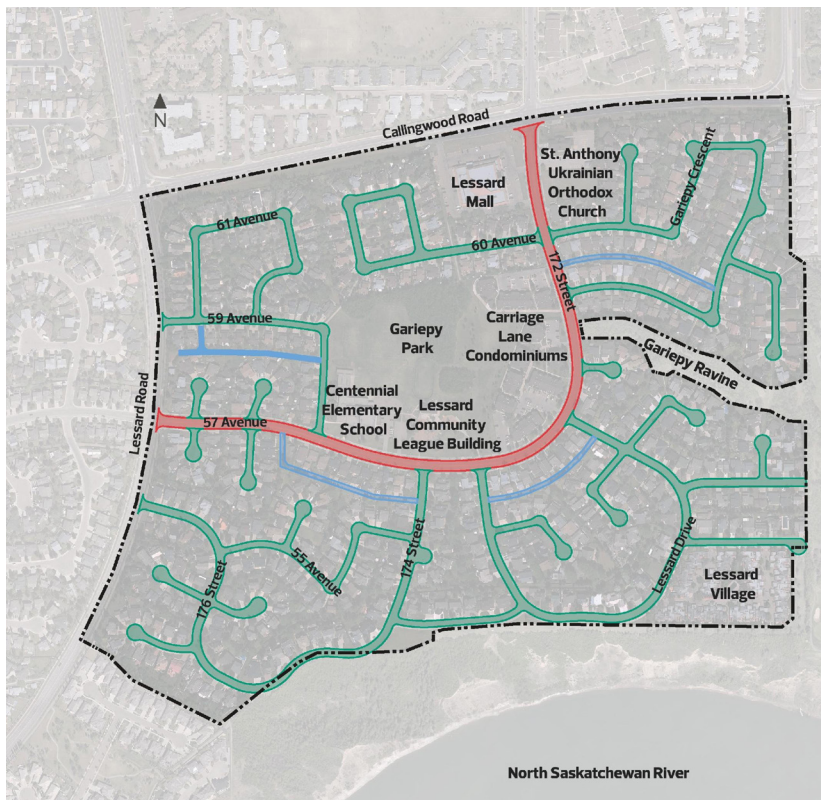 N
Callingwood Road
St. Anthony
Ukrainian
Orthodox
Church
Gariepy Crescent
Lessard
Mall
61 Avenue
60 Avenue
172 Street
59 Avenue
Gariepy
Park
Carriage
Lane
Condominiums
Gariepy Ravine
Lessard Road
57 Avenue
Centennial
Elementary
School
Lessard
Community
League Building
174 Street
55 Avenue
176 Street
Lessard Drive
Lessard
Village
North Saskatchewan River